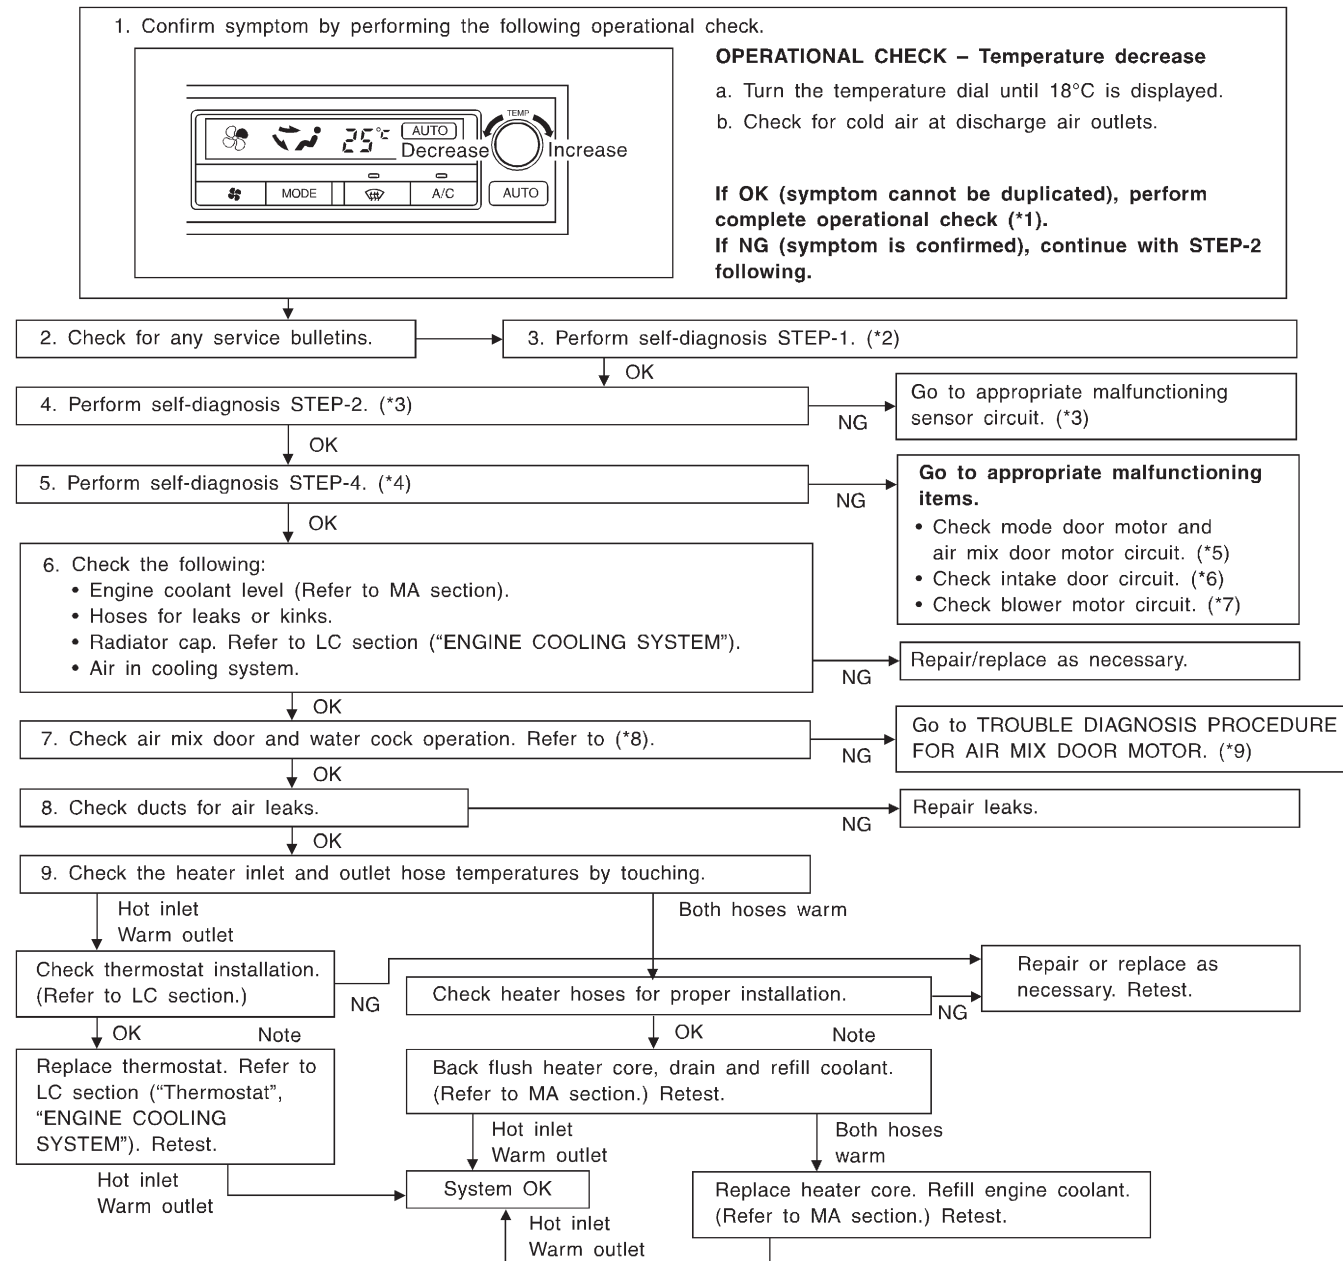 1. Confirm symptom by performing the following operational check.
TEMP
25°C
AUTO
Decrease
Increase
MODE
A/C
AUTO
OPERATIONAL CHECK – Temperature decrease
a. Turn the temperature dial until 18°C is displayed.
b. Check for cold air at discharge air outlets.
If OK (symptom cannot be duplicated), perform
complete operational check (*1).
If NG (symptom is confirmed), continue with STEP-2
following.
2. Check for any service bulletins.
3. Perform self-diagnosis STEP-1. (*2)
OK
4. Perform self-diagnosis STEP-2. (*3)
NG
Go to appropriate malfunctioning
sensor circuit. (*3)
OK
5. Perform self-diagnosis STEP-4. (*4)
NG
Go to appropriate malfunctioning
items.
• Check mode door motor and
air mix door motor circuit. (*5)
• Check intake door circuit. (*6)
• Check blower motor circuit. (*7)
OK
6. Check the following:
• Engine coolant level (Refer to MA section).
• Hoses for leaks or kinks.
• Radiator cap. Refer to LC section (“ENGINE COOLING SYSTEM”).
• Air in cooling system.
NG
Repair/replace as necessary.
OK
7. Check air mix door and water cock operation. Refer to (*8).
NG
Go to TROUBLE DIAGNOSIS PROCEDURE
FOR AIR MIX DOOR MOTOR. (*9)
OK
8. Check ducts for air leaks.
NG
Repair leaks.
OK
9. Check the heater inlet and outlet hose temperatures by touching.
Hot inlet
Warm outlet
Both hoses warm
Check thermostat installation.
(Refer to LC section.)
NG
Check heater hoses for proper installation.
NG
Repair or replace as
necessary. Retest.
OK
Note
OK
Note
Replace thermostat. Refer to
LC section (“Thermostat”,
“ENGINE COOLING
SYSTEM”). Retest.
Back flush heater core, drain and refill coolant.
(Refer to MA section.) Retest.
Hot inlet
Warm outlet
Both hoses
warm
Hot inlet
Warm outlet
System OK
Replace heater core. Refill engine coolant.
(Refer to MA section.) Retest.
Hot inlet
Warm outlet